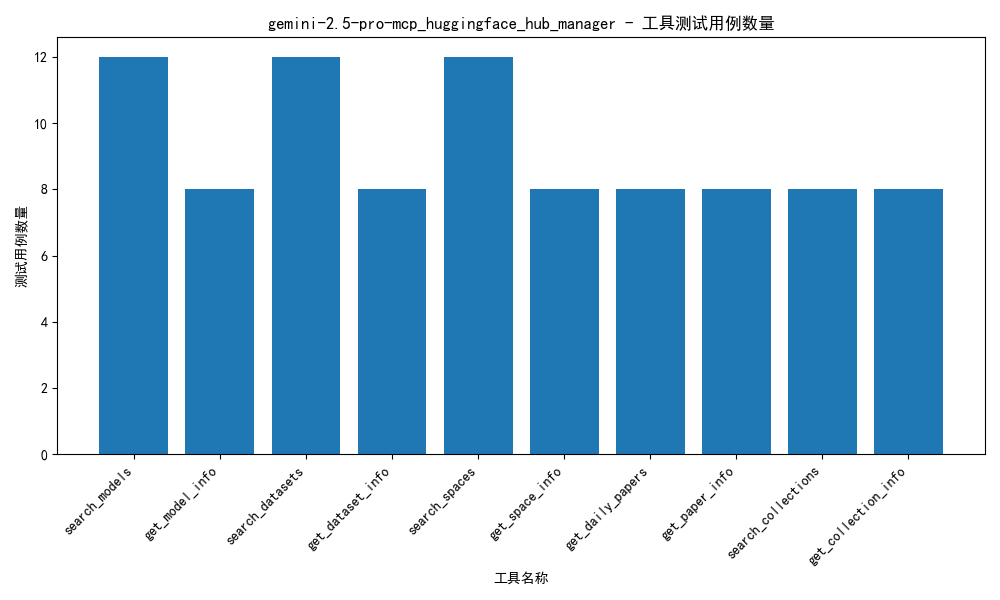 gemini-2.5-pro-mcp_huggingface_hub_manager - 工具测试用例数量
测试用例数量
12
10
8
6
4
2
0
search_models
get_model_info
search_datasets
get_dataset_info
search_spaces
get_space_info
get_daily_papers
get_paper_info
search_collections
get_collection_info
工具名称